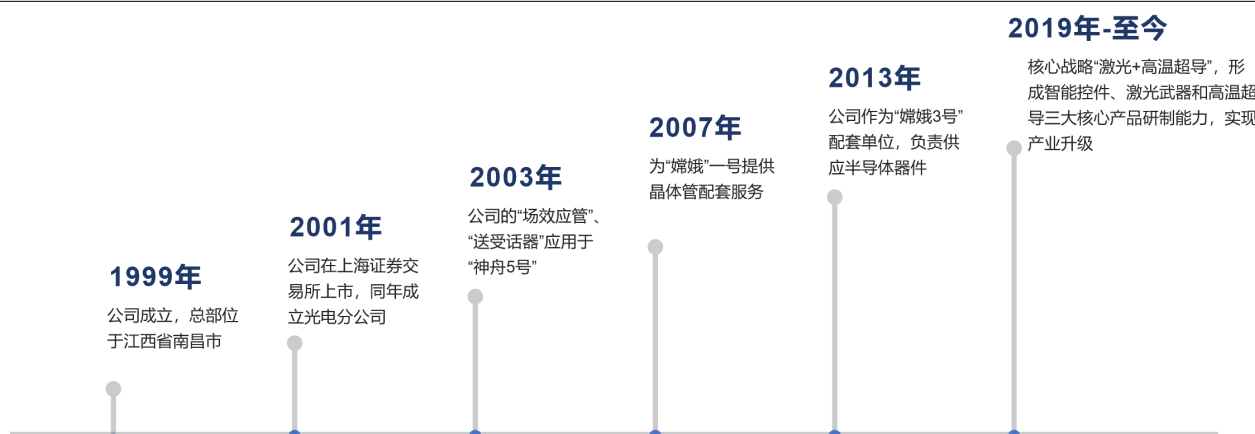 1999年
公司成立，总部位
于江西省南昌市
2001年
公司在上海证券交
易所上市，同年成
立光电分公司
2003年
公司的“场效应管”、
“送受话器”应用于
“神舟5号”
2007年
为“嫦娥”一号提供
晶体管配套服务
2013年
公司作为“嫦娥3号”
配套单位，负责供
应半导体器件
2019年-至今
核心战略“激光+高温超导”，形
成智能控件、激光武器和高温超
导三大核心产品研制能力，实现
产业升级